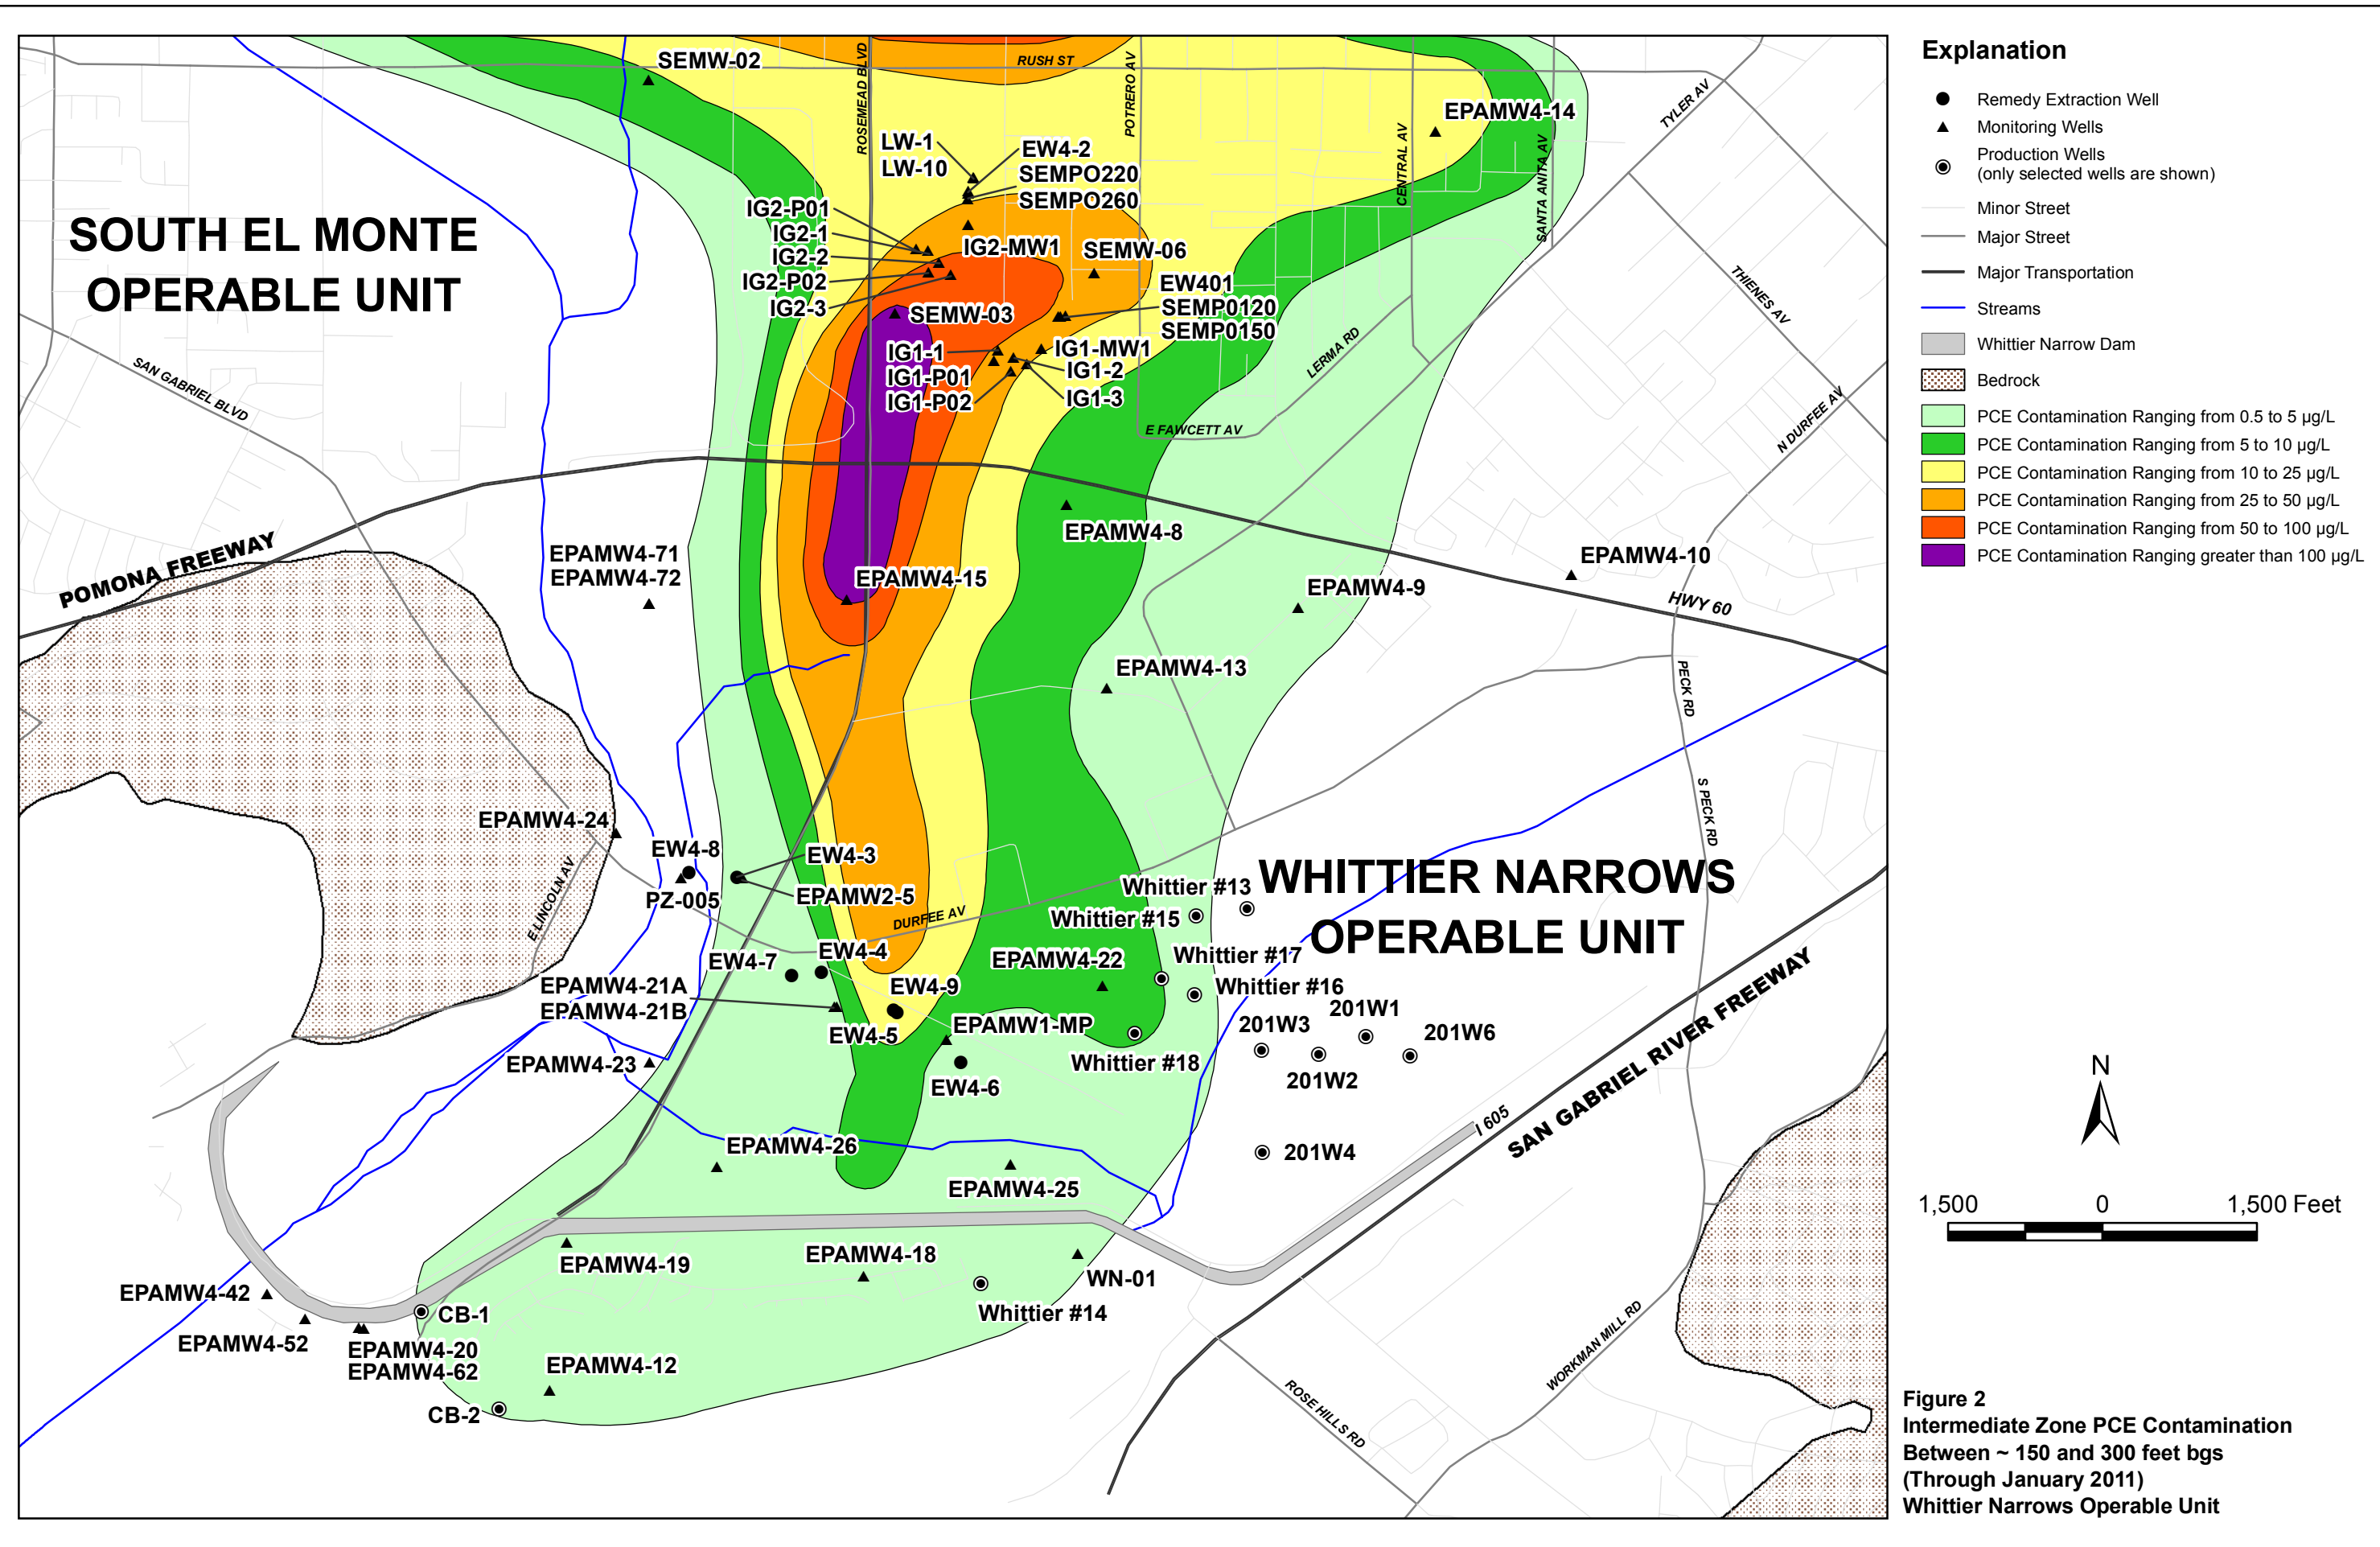 SEMW-02
ROSEMEAD BLVD
RUSH ST
POTRERO AV
EPAMW4-14
CENTRAL AV
SANTA ANITA AV
TYLER AV
LW-1
LW-10
EW4-2
SEMPO220
SEMPO260
SOUTH EL MONTE
OPERABLE UNIT
IG2-P01
IG2-1
IG2-2
IG2-P02
IG2-3
IG2-MW1
SEMW-06
EW401
SEMP0120
SEMP0150
SEMW-03
THIENES AV
IG1-1
IG1-P01
IG1-P02
IG1-MW1
IG1-2
IG1-3
LERMA RD
SAN GABRIEL BLVD
E FAWCETT AV
N DURFEE AV
EPAMW4-8
POMONA FREEWAY
EPAMW4-71
EPAMW4-72
EPAMW4-15
EPAMW4-9
EPAMW4-10
HWY 60
EPAMW4-13
PECK RD
S PECK RD
EPAMW4-24
EW4-8
PZ-005
EW4-3
EPAMW2-5
E LINCOLN AV
DURFEE AV
Whittier #13
Whittier #15
WHITTIER NARROWS
OPERABLE UNIT
EW4-7
EW4-4
EPAMW4-22
Whittier #17
Whittier #16
EPAMW4-21A
EPAMW4-21B
EW4-9
EW4-5
EPAMW1-MP
201W3
201W1
201W6
201W2
EPAMW4-23
Whittier #18
EW4-6
I 605
SAN GABRIEL RIVER FREEWAY
EPAMW4-26
201W4
EPAMW4-25
EPAMW4-19
EPAMW4-18
WN-01
EPAMW4-42
CB-1
Whittier #14
EPAMW4-52
EPAMW4-20
EPAMW4-62
EPAMW4-12
CB-2
ROSE HILLS RD
WORKMAN MILL RD
Explanation
Remedy Extraction Well
Monitoring Wells
Production Wells
(only selected wells are shown)
Minor Street
Major Street
Major Transportation
Streams
Whittier Narrow Dam
Bedrock
PCE Contamination Ranging from 0.5 to 5 µg/L
PCE Contamination Ranging from 5 to 10 µg/L
PCE Contamination Ranging from 10 to 25 µg/L
PCE Contamination Ranging from 25 to 50 µg/L
PCE Contamination Ranging from 50 to 100 µg/L
PCE Contamination Ranging greater than 100 µg/L
N
1,500 0 1,500 Feet
Figure 2
Intermediate Zone PCE Contamination
Between ~ 150 and 300 feet bgs
(Through January 2011)
Whittier Narrows Operable Unit